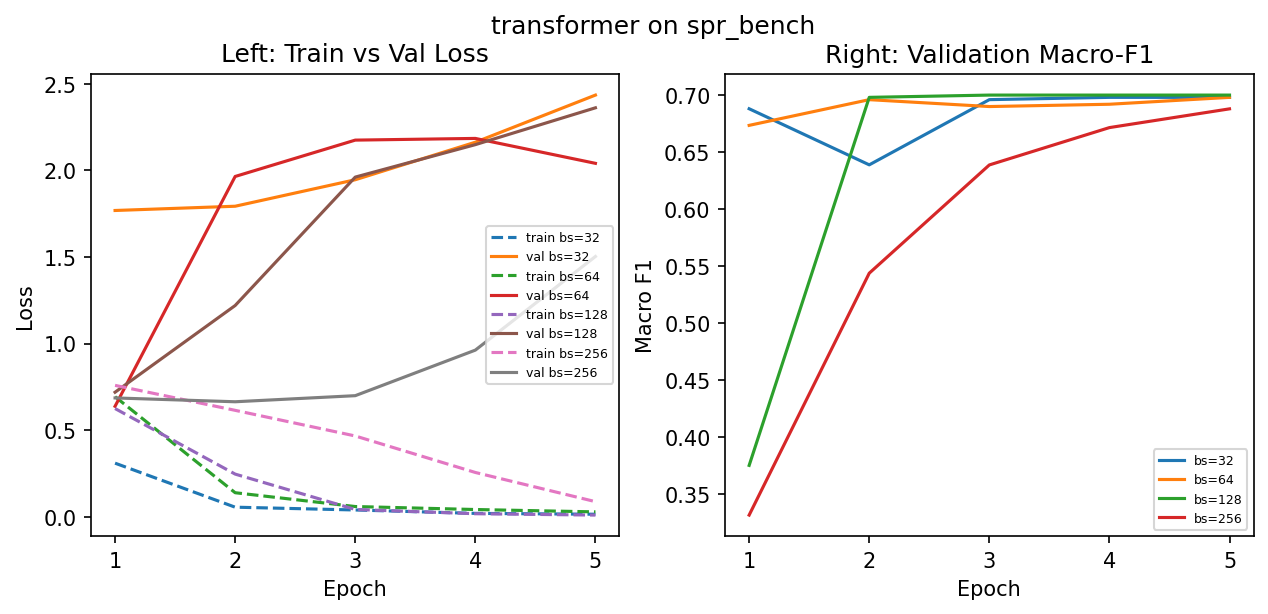 transformer on spr_bench
Left: Train vs Val Loss
Loss
2.5
2.0
1.5
1.0
0.5
0.0
1 2 3 4 5
Epoch
train bs=32
val bs=32
train bs=64
val bs=64
train bs=128
val bs=128
train bs=256
val bs=256
Right: Validation Macro-F1
Macro F1
0.70
0.65
0.60
0.55
0.50
0.45
0.40
0.35
1 2 3 4 5
Epoch
bs=32
bs=64
bs=128
bs=256